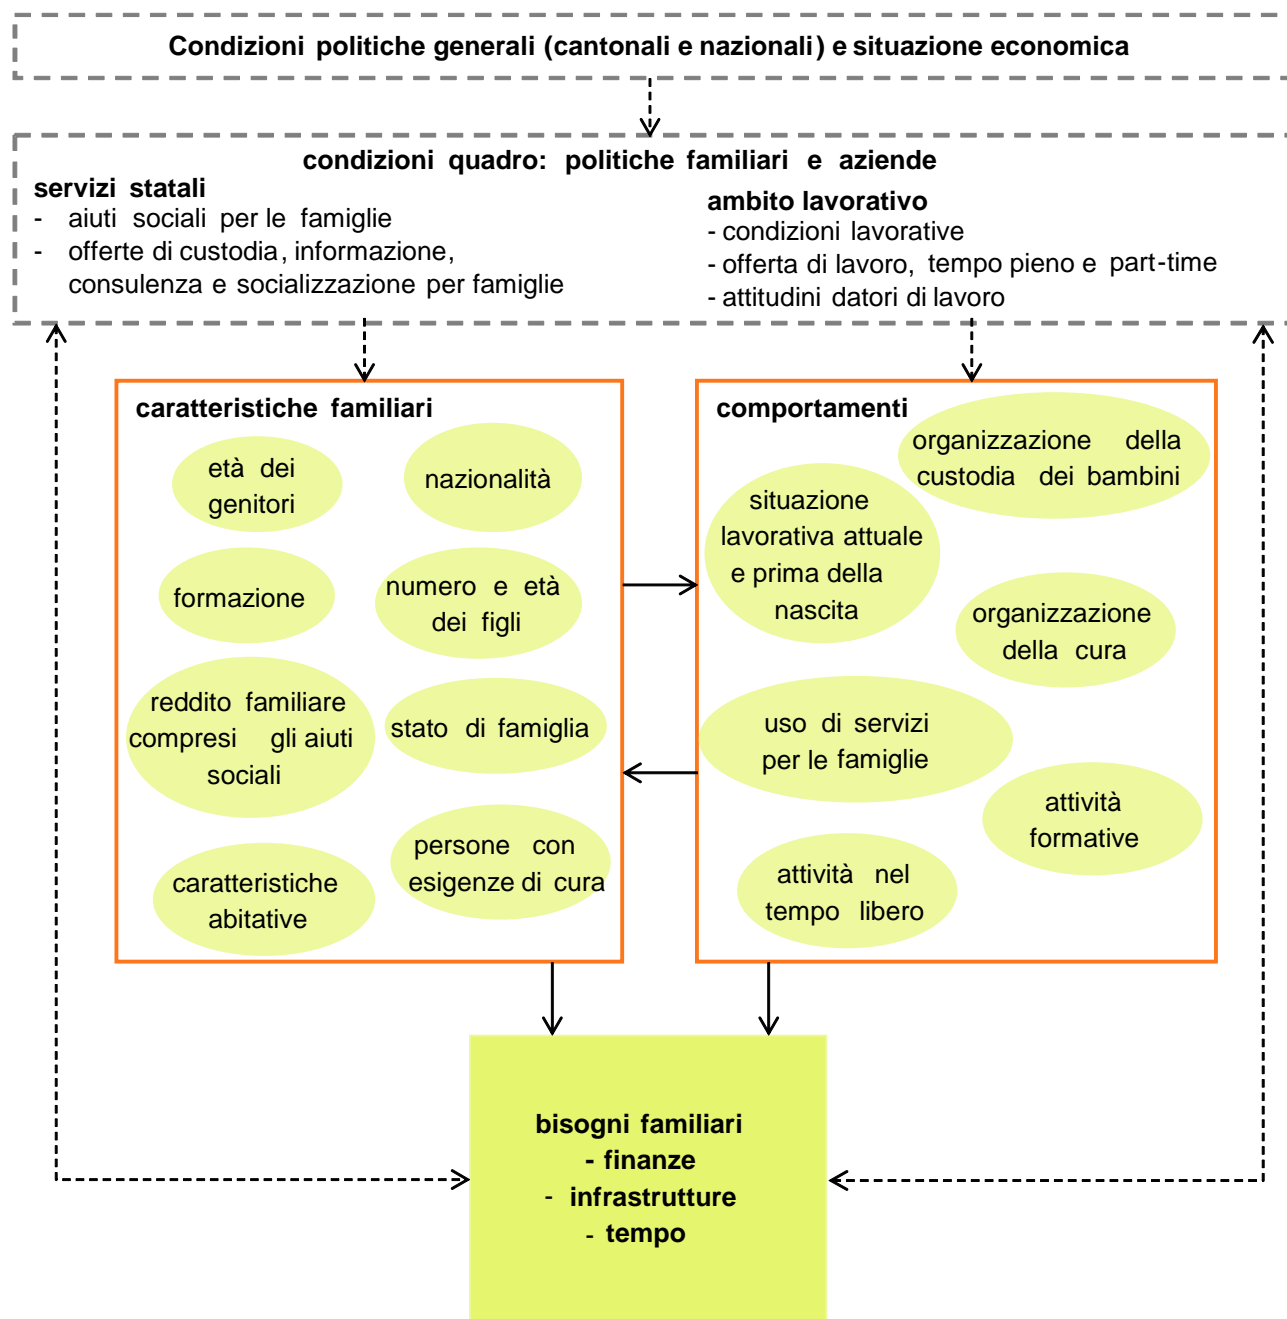 Condizioni politiche generali (cantonali e nazionali) e situazione economica
condizioni quadro: politiche familiari e aziende
servizi statali
- aiuti sociali per le famiglie
- offerte di custodia, informazione,
consulenza e socializzazione per famiglie
ambito lavorativo
- condizioni lavorative
- offerta di lavoro, tempo pieno e part-time
- attitudini datori di lavoro
caratteristiche familiari
età dei
genitori
nazionalità
formazione
numero e età
dei figli
reddito familiare
compresi gli aiuti
sociali
stato di famiglia
caratteristiche
abitative
persone con
esigenze di cura
comportamenti
organizzazione della
custodia dei bambini
situazione
lavorativa attuale
e prima della
nascita
organizzazione
della cura
uso di servizi
per le famiglie
attività
formative
attività nel
tempo libero
bisogni familiari
- finanze
- infrastrutture
- tempo